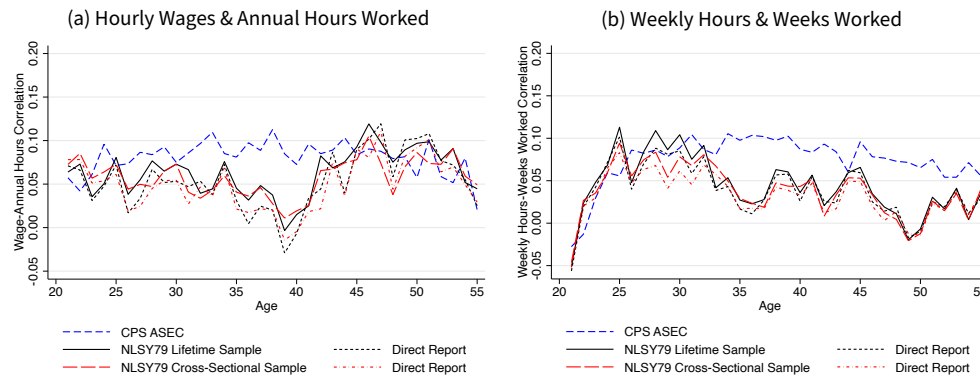 (a) Hourly Wages & Annual Hours Worked
Wage-Annual Hours Correlation
0.20
0.15
0.10
0.05
0.00
-0.05
20 25 30 35 40 45 50 55
Age
CPS ASEC
NLSY79 Lifetime Sample Direct Report
NLSY79 Cross-Sectional Sample Direct Report
(b) Weekly Hours & Weeks Worked
Weekly Hours-Weeks Worked Correlation
0.20
0.15
0.10
0.05
0.00
-0.05
20 25 30 35 40 45 50 55
Age
CPS ASEC
NLSY79 Lifetime Sample Direct Report
NLSY79 Cross-Sectional Sample Direct Report